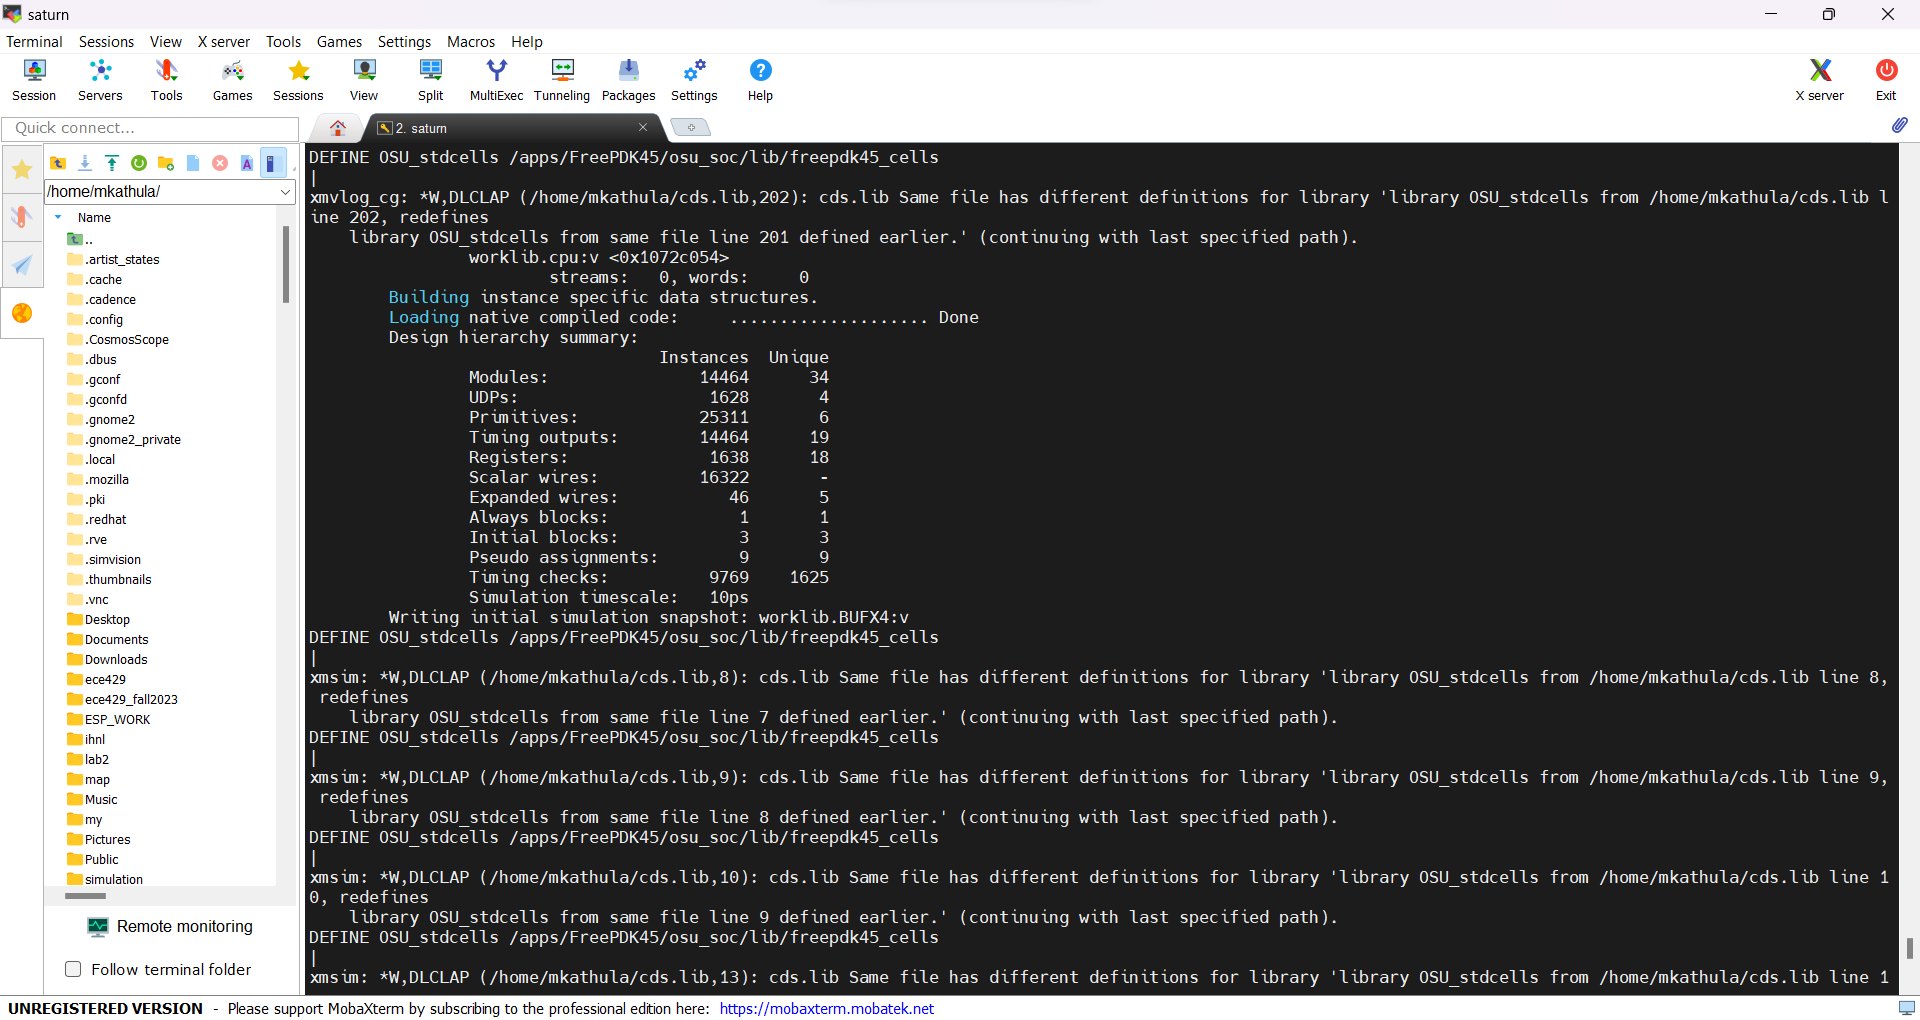 saturn
Terminal Sessions View X server Tools Games Settings Macros Help
Session Servers Tools Games Sessions View Split MultiExec Tunneling Packages Settings Help X server Exit
Quick connect...
2. saturn
/home/mkathula/
Name
..
.artist_states
.cache
.cadence
.config
.CosmosScope
.dbus
.gconf
.gconfd
.gnome2
.gnome2_private
.local
.mozilla
.pki
.redhat
.rve
.simvision
.thumbnails
.vnc
Desktop
Documents
Downloads
ece429
ece429_fall2023
ESP_WORK
ihnl
lab2
map
Music
my
Pictures
Public
simulation
Remote monitoring
Follow terminal folder
DEFINE OSU_stdcells /apps/FreePDK45/osu_soc/lib/freepdk45_cells
|
xmvlog_cg: *W,DLCLAP (/home/mkathula/cds.lib,202): cds.lib Same file has different definitions for library 'library OSU_stdcells from /home/mkathula/cds.lib l
ine 202, redefines
library OSU_stdcells from same file line 201 defined earlier.' (continuing with last specified path).
worklib.cpu:v <0x1072c054>
streams: 0, words: 0
Building instance specific data structures.
Loading native compiled code: .................... Done
Design hierarchy summary:
Instances Unique
Modules: 14464 34
UDPs: 1628 4
Primitives: 25311 6
Timing outputs: 14464 19
Registers: 1638 18
Scalar wires: 16322 -
Expanded wires: 46 5
Always blocks: 1 1
Initial blocks: 3 3
Pseudo assignments: 9 9
Timing checks: 9769 1625
Simulation timescale: 10ps
Writing initial simulation snapshot: worklib.BUFX4:v
DEFINE OSU_stdcells /apps/FreePDK45/osu_soc/lib/freepdk45_cells
|
xmsim: *W,DLCLAP (/home/mkathula/cds.lib,8): cds.lib Same file has different definitions for library 'library OSU_stdcells from /home/mkathula/cds.lib line 8,
redefines
library OSU_stdcells from same file line 7 defined earlier.' (continuing with last specified path).
DEFINE OSU_stdcells /apps/FreePDK45/osu_soc/lib/freepdk45_cells
|
xmsim: *W,DLCLAP (/home/mkathula/cds.lib,9): cds.lib Same file has different definitions for library 'library OSU_stdcells from /home/mkathula/cds.lib line 9,
redefines
library OSU_stdcells from same file line 8 defined earlier.' (continuing with last specified path).
DEFINE OSU_stdcells /apps/FreePDK45/osu_soc/lib/freepdk45_cells
|
xmsim: *W,DLCLAP (/home/mkathula/cds.lib,10): cds.lib Same file has different definitions for library 'library OSU_stdcells from /home/mkathula/cds.lib line 1
0, redefines
library OSU_stdcells from same file line 9 defined earlier.' (continuing with last specified path).
DEFINE OSU_stdcells /apps/FreePDK45/osu_soc/lib/freepdk45_cells
|
xmsim: *W,DLCLAP (/home/mkathula/cds.lib,13): cds.lib Same file has different definitions for library 'library OSU_stdcells from /home/mkathula/cds.lib line 1
UNREGISTERED VERSION - Please support MobaXterm by subscribing to the professional edition here: https://mobaxterm.mobatek.net